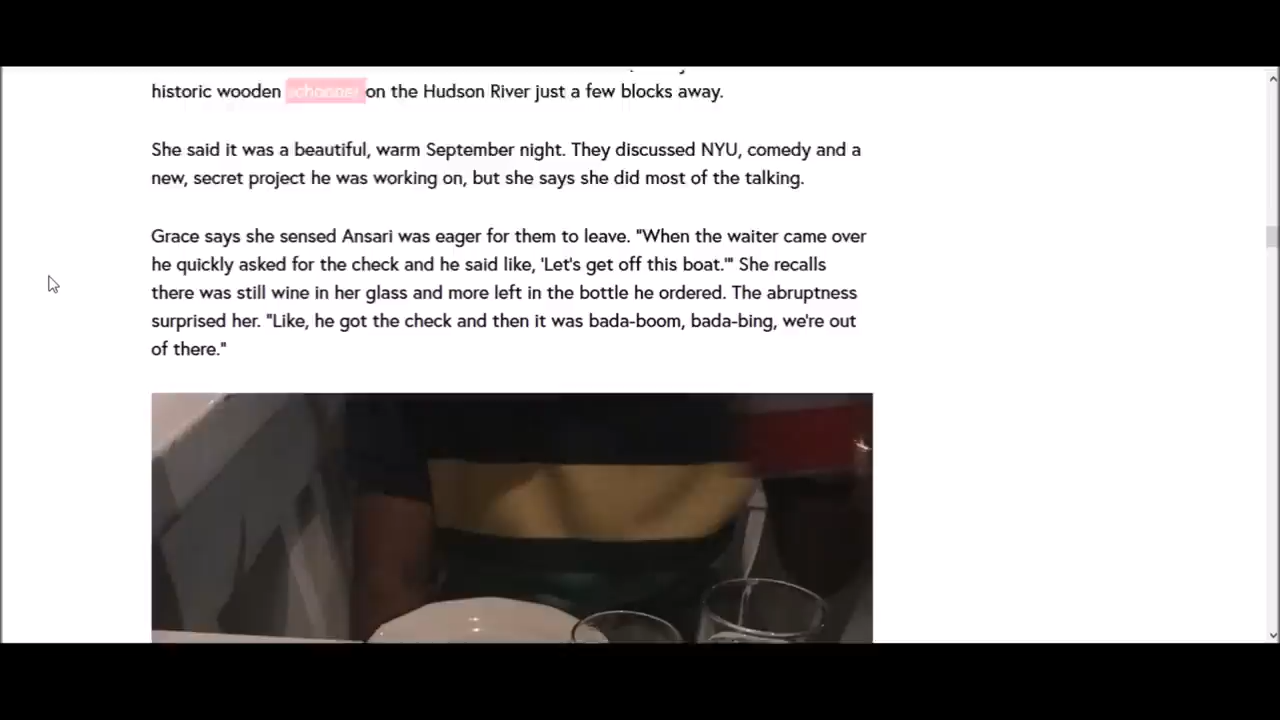 historic wooden schooner on the Hudson River just a few blocks away.
She said it was a beautiful, warm September night. They discussed NYU, comedy and a
new, secret project he was working on, but she says she did most of the talking.
Grace says she sensed Ansari was eager for them to leave. "When the waiter came over
he quickly asked for the check and he said like, 'Let's get off this boat.'" She recalls
there was still wine in her glass and more left in the bottle he ordered. The abruptness
surprised her. "Like, he got the check and then it was bada-boom, bada-bing, we're out
of there."